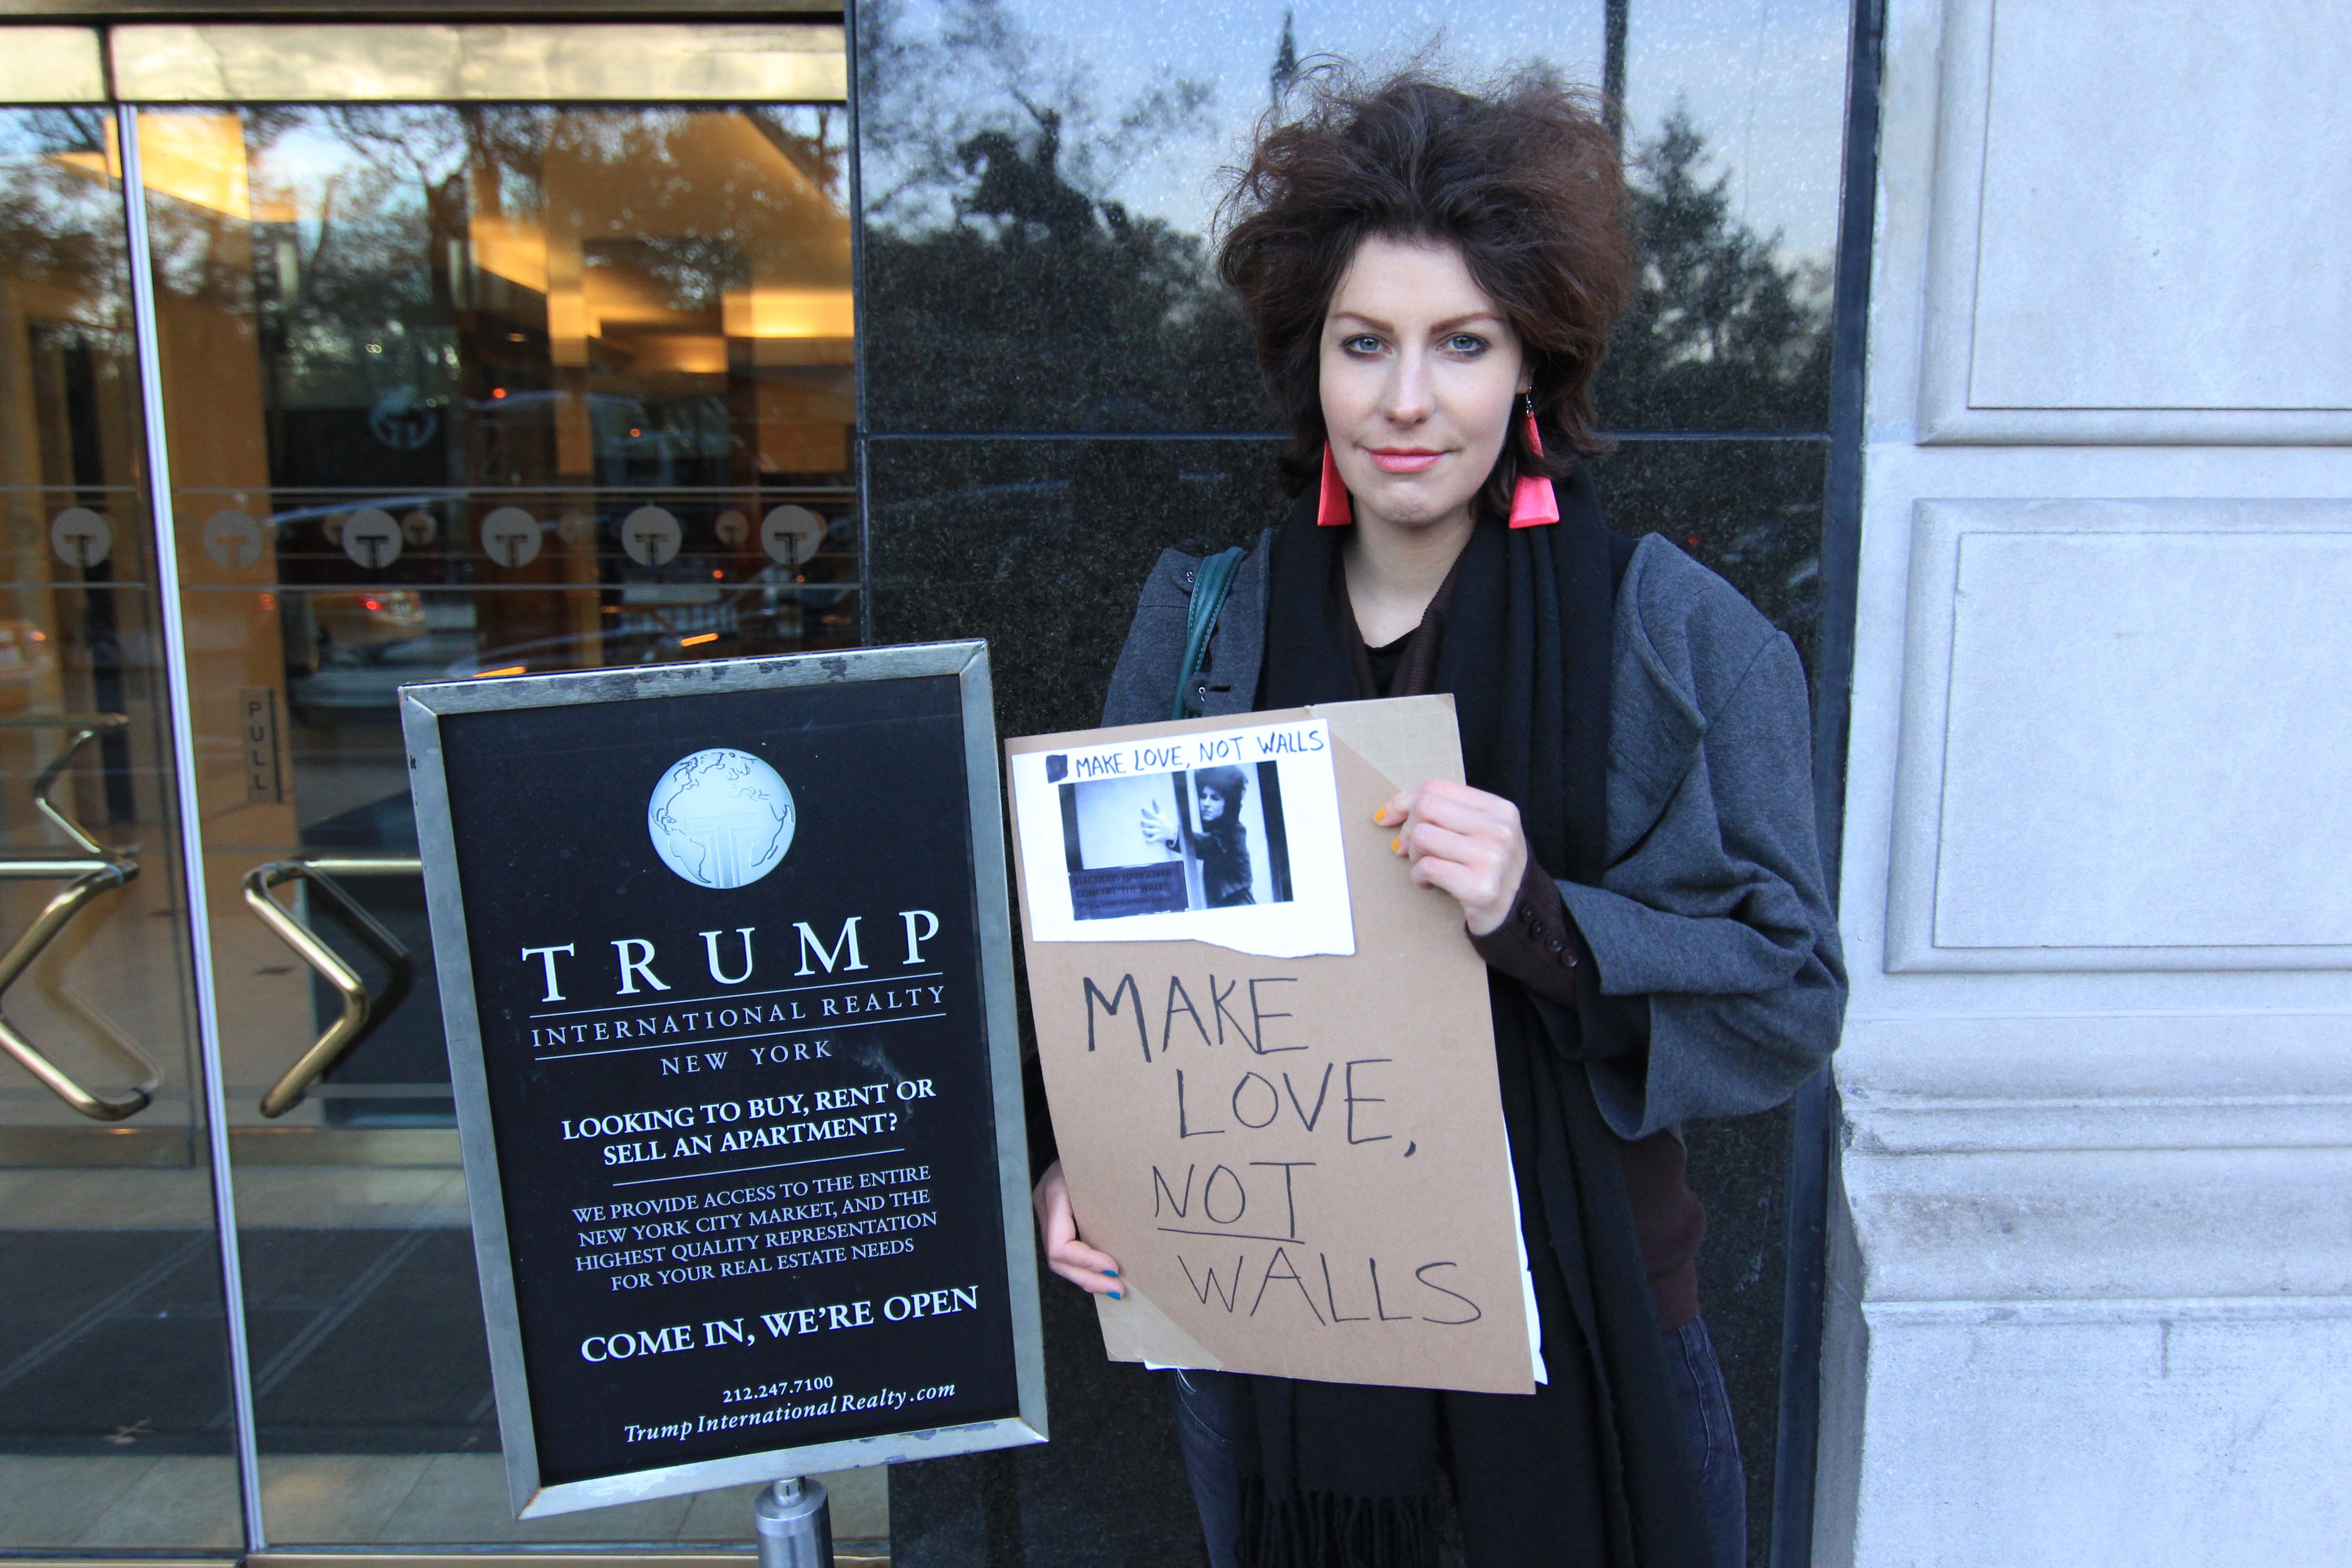 PULL
TRUMP
INTERNATIONAL REALTY
NEW YORK
LOOKING TO BUY, RENT OR
SELL AN APARTMENT?
WE PROVIDE ACCESS TO THE ENTIRE
NEW YORK CITY MARKET, AND THE
HIGHEST QUALITY REPRESENTATION
FOR YOUR REAL ESTATE NEEDS
COME IN, WE'RE OPEN
212.247.7100
TrumpInternationalRealty.com
MAKE LOVE, NOT WALLS
ELECTIONS HANGOVER
CONCERT "THE WALL"
MAKE
LOVE,
NOT
WALLS